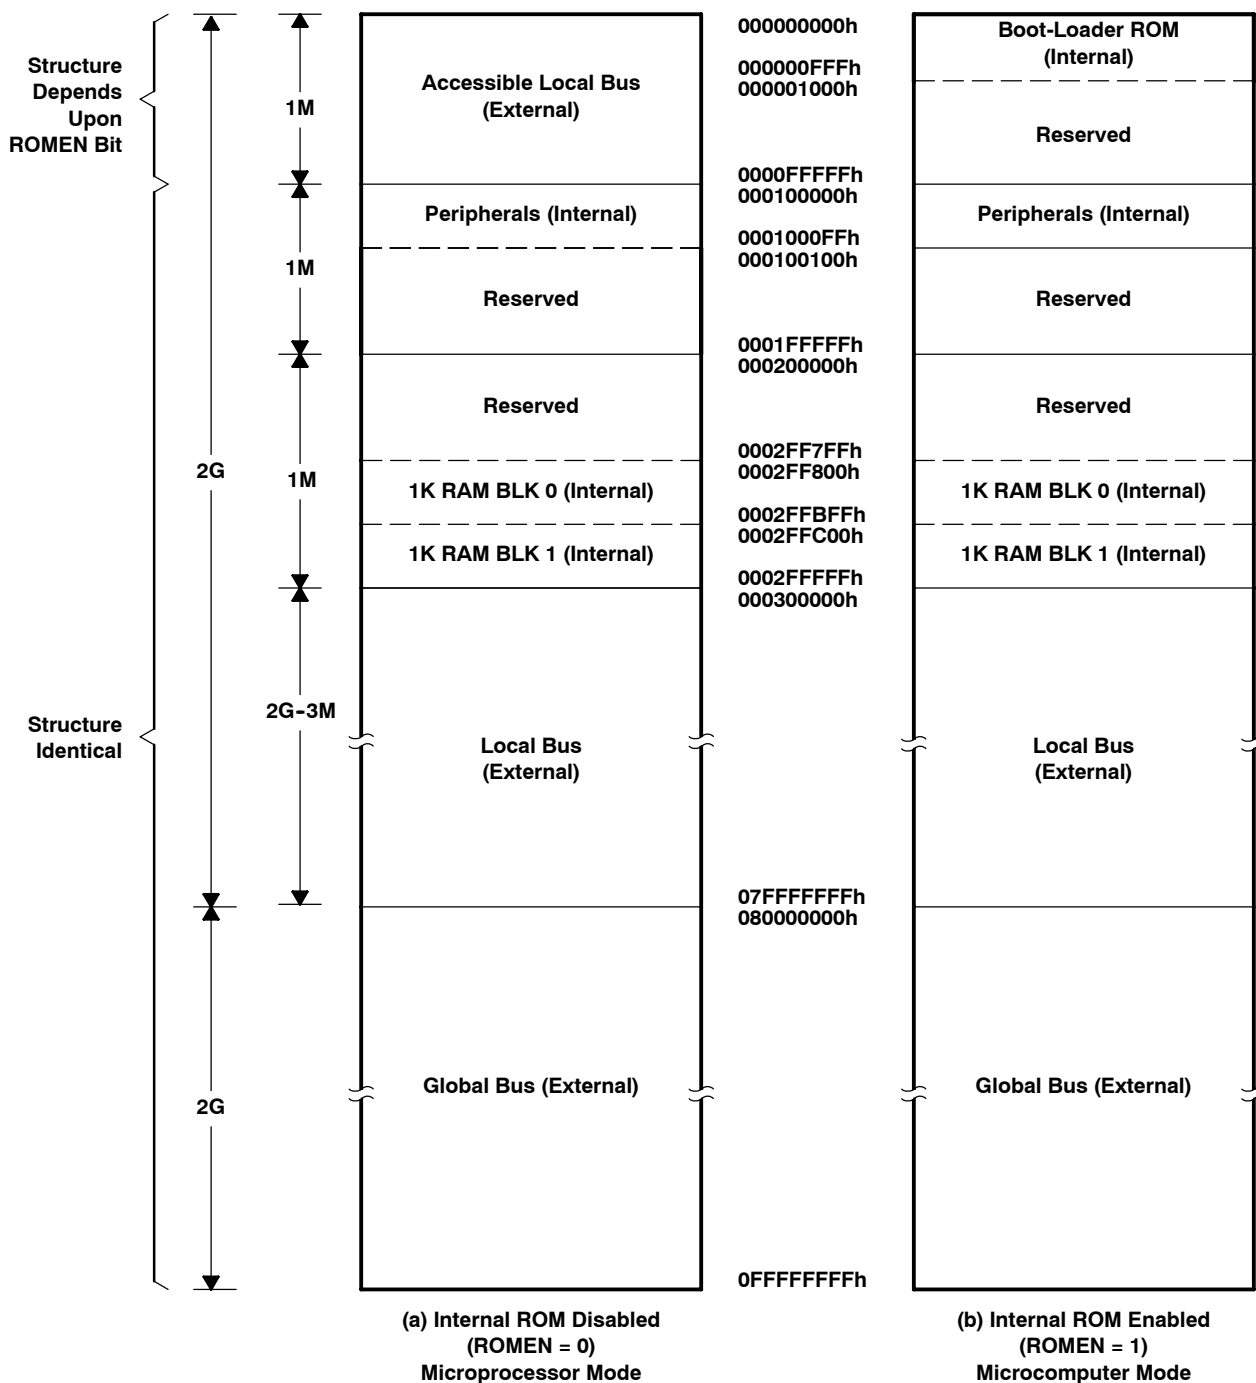 Structure
Depends
Upon
ROMEN Bit
Structure
Identical
2G
2G
1M
1M
1M
2G-3M
Accessible Local Bus
(External)
Peripherals (Internal)
Reserved
Reserved
1K RAM BLK 0 (Internal)
1K RAM BLK 1 (Internal)
Local Bus
(External)
Global Bus (External)
(a) Internal ROM Disabled
(ROMEN = 0)
Microprocessor Mode
000000000h
000000FFFh
000001000h
0000FFFFFh
000100000h
0001000FFh
000100100h
0001FFFFFh
000200000h
0002FF7FFh
0002FF800h
0002FFBFFh
0002FFC00h
0002FFFFFh
000300000h
07FFFFFFFh
080000000h
0FFFFFFFFh
Boot-Loader ROM
(Internal)
Reserved
Peripherals (Internal)
Reserved
Reserved
1K RAM BLK 0 (Internal)
1K RAM BLK 1 (Internal)
Local Bus
(External)
Global Bus (External)
(b) Internal ROM Enabled
(ROMEN = 1)
Microcomputer Mode